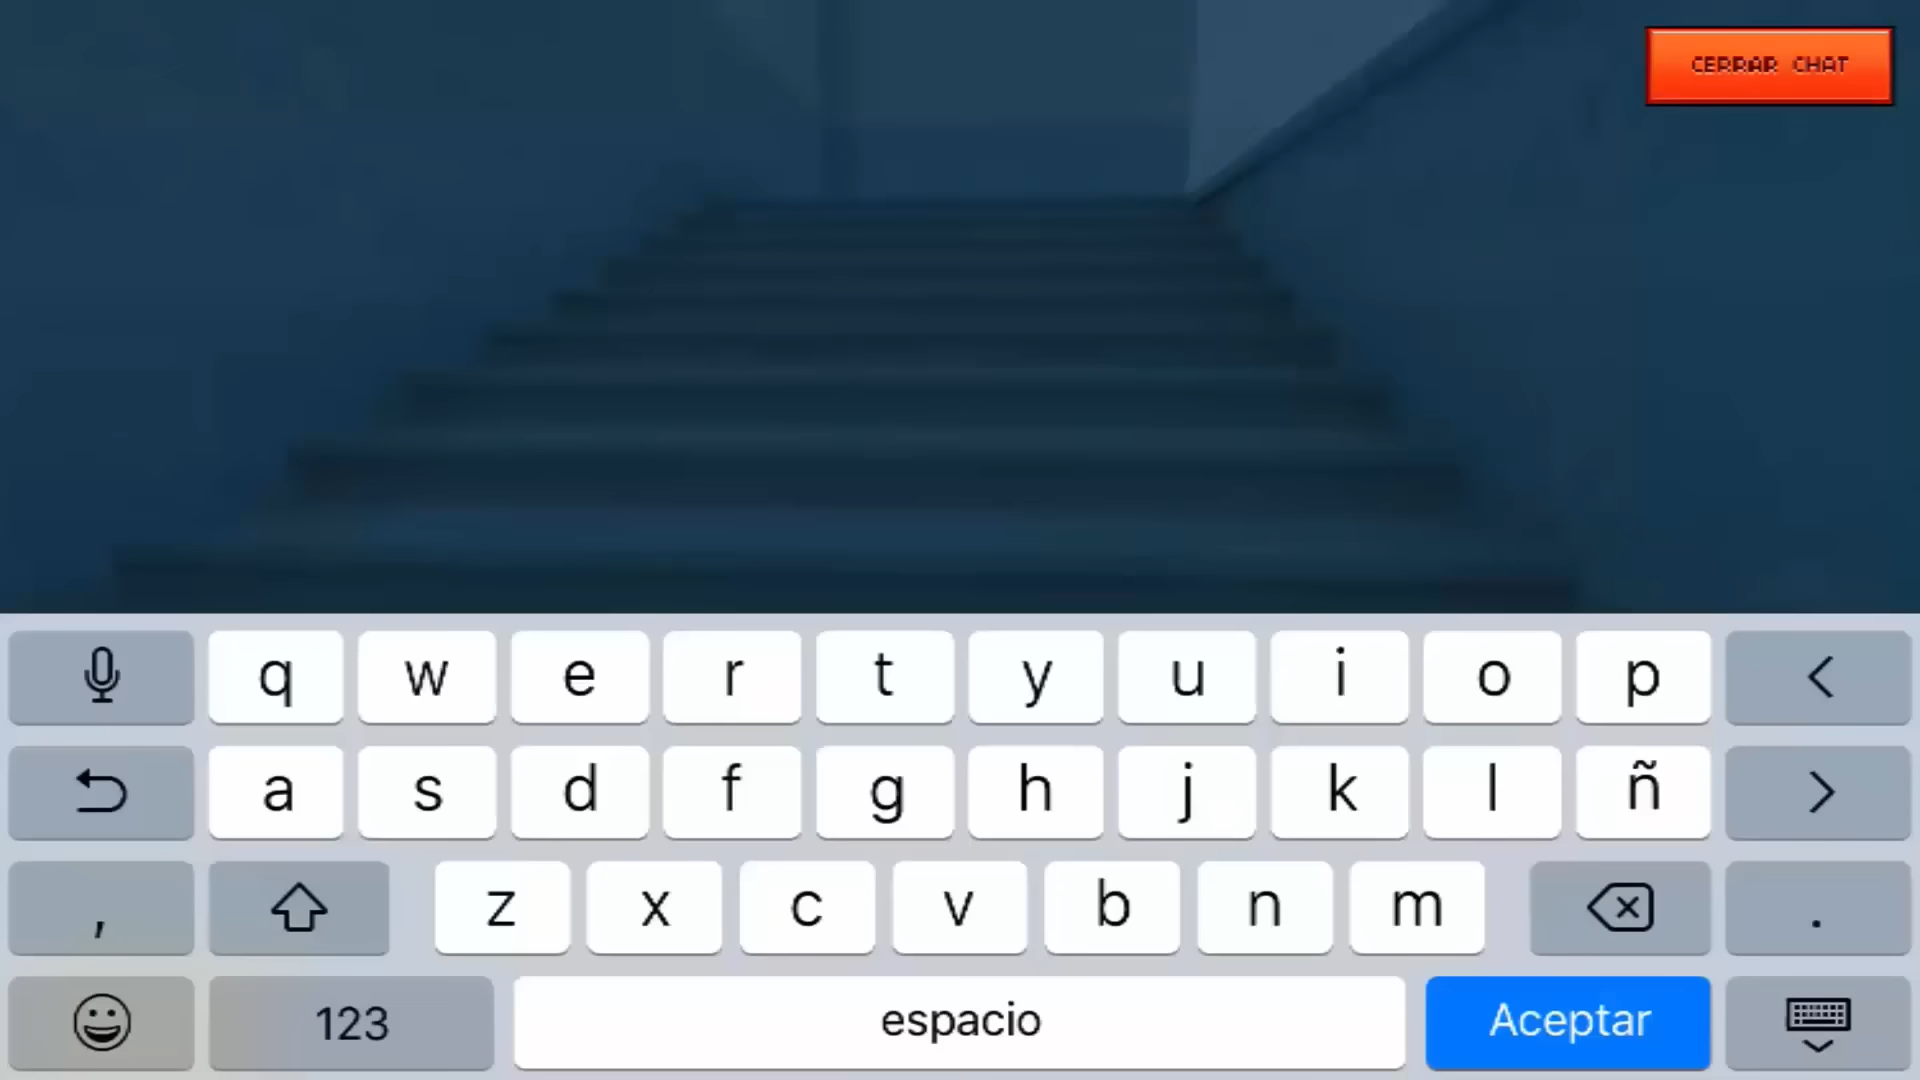 CERRAR CHAT
q w e r t y u i o p
a s d f g h j k l ñ
, z x c v b n m .
123 espacio Aceptar